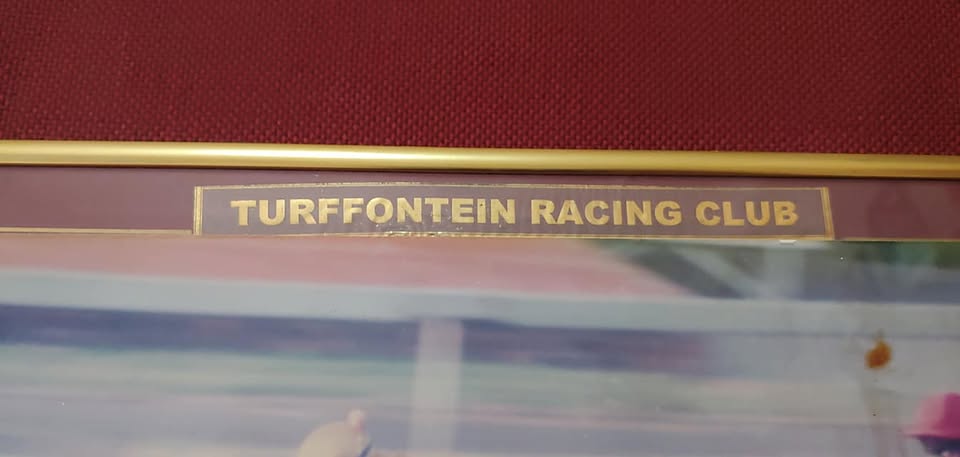 TURFFONTEIN RACING CLUB